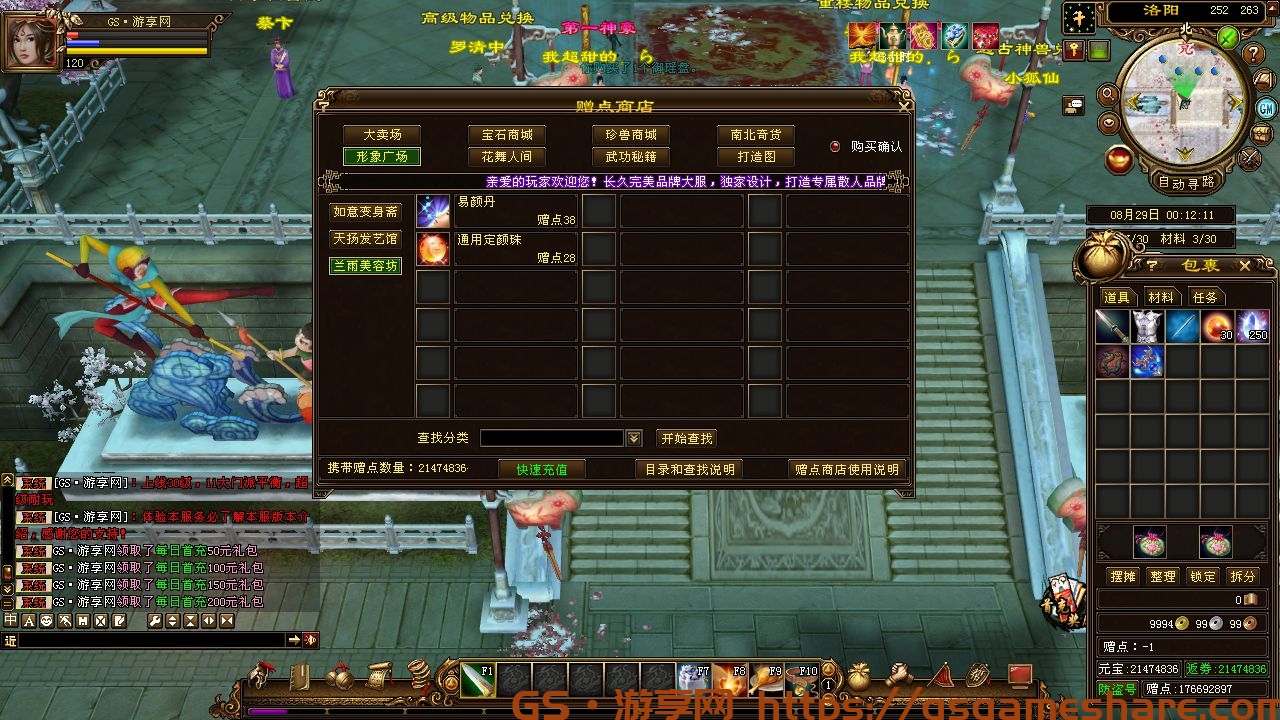 GS·游享网
120
蔡卞
高级物品兑换
第一神豪
罗清中
我超甜的、ら
你购买了1个御瑶盘。
小狐仙
洛阳 252 263
北
GM
自动寻路
08月29日 00:12:11
/30 材料 3/30
包裹
道具 材料 任务
30 250
赠点商店
大卖场 宝石商城 珍兽商城 南北奇货
形象广场 花舞人间 武功秘籍 打造图
购买确认
亲爱的玩家欢迎您！长久完美品牌大服，独家设计，打造专属散人品牌
如意变身斋
天扬发艺馆
兰雨美容坊
易颜丹
赠点38
通用定颜珠
赠点28
查找分类 开始查找
携带赠点数量：21474836 快速充值 目录和查找说明 赠点商店使用说明
系统 [GS·游享网]：上线30级，11大门派平衡，超
级耐玩
系统 [GS·游享网]：体验本服务必了解本服版本介
绍，感谢您的支持！
系统 GS·游享网领取了每日首充50元礼包
系统 GS·游享网领取了每日首充100元礼包
系统 GS·游享网领取了每日首充150元礼包
系统 GS·游享网领取了每日首充200元礼包
近
F1 F7 F8 F9 F10
摆摊 整理 锁定 拆分
0
9994 99 99
赠点：-1
元宝:21474836 返券:21474836
防盗号 赠点:176692897
GS·游享网 https://gsgameshare.com